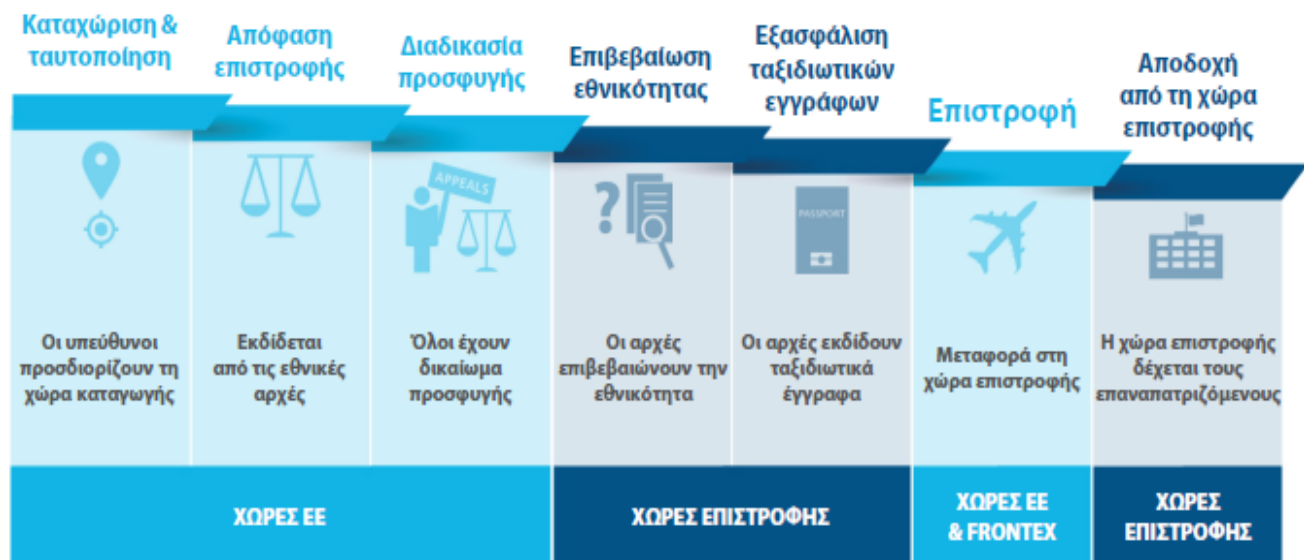 Καταχώριση &
ταυτοποίηση
Απόφαση
επιστροφής
Διαδικασία
προσφυγής
Επιβεβαίωση
εθνικότητας
Εξασφάλιση
ταξιδιωτικών
εγγράφων
Επιστροφή
Αποδοχή
από τη χώρα
επιστροφής
APPEALS
?
PASSPORT
Οι υπεύθυνοι
προσδιορίζουν τη
χώρα καταγωγής
Εκδίδεται
από τις εθνικές
αρχές
Όλοι έχουν
δικαίωμα
προσφυγής
Οι αρχές
επιβεβαιώνουν την
εθνικότητα
Οι αρχές εκδίδουν
ταξιδιωτικά
έγγραφα
Μεταφορά στη
χώρα επιστροφής
Η χώρα επιστροφής
δέχεται τους
επαναπατριζόμενους
ΧΩΡΕΣ ΕΕ
ΧΩΡΕΣ ΕΠΙΣΤΡΟΦΗΣ
ΧΩΡΕΣ ΕΕ
& FRONTEX
ΧΩΡΕΣ
ΕΠΙΣΤΡΟΦΗΣ